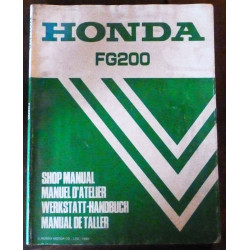 HONDA
FG200
SHOP MANUAL
MANUEL D'ATELIER
WERKSTATT-HANDBUCH
MANUAL DE TALLER